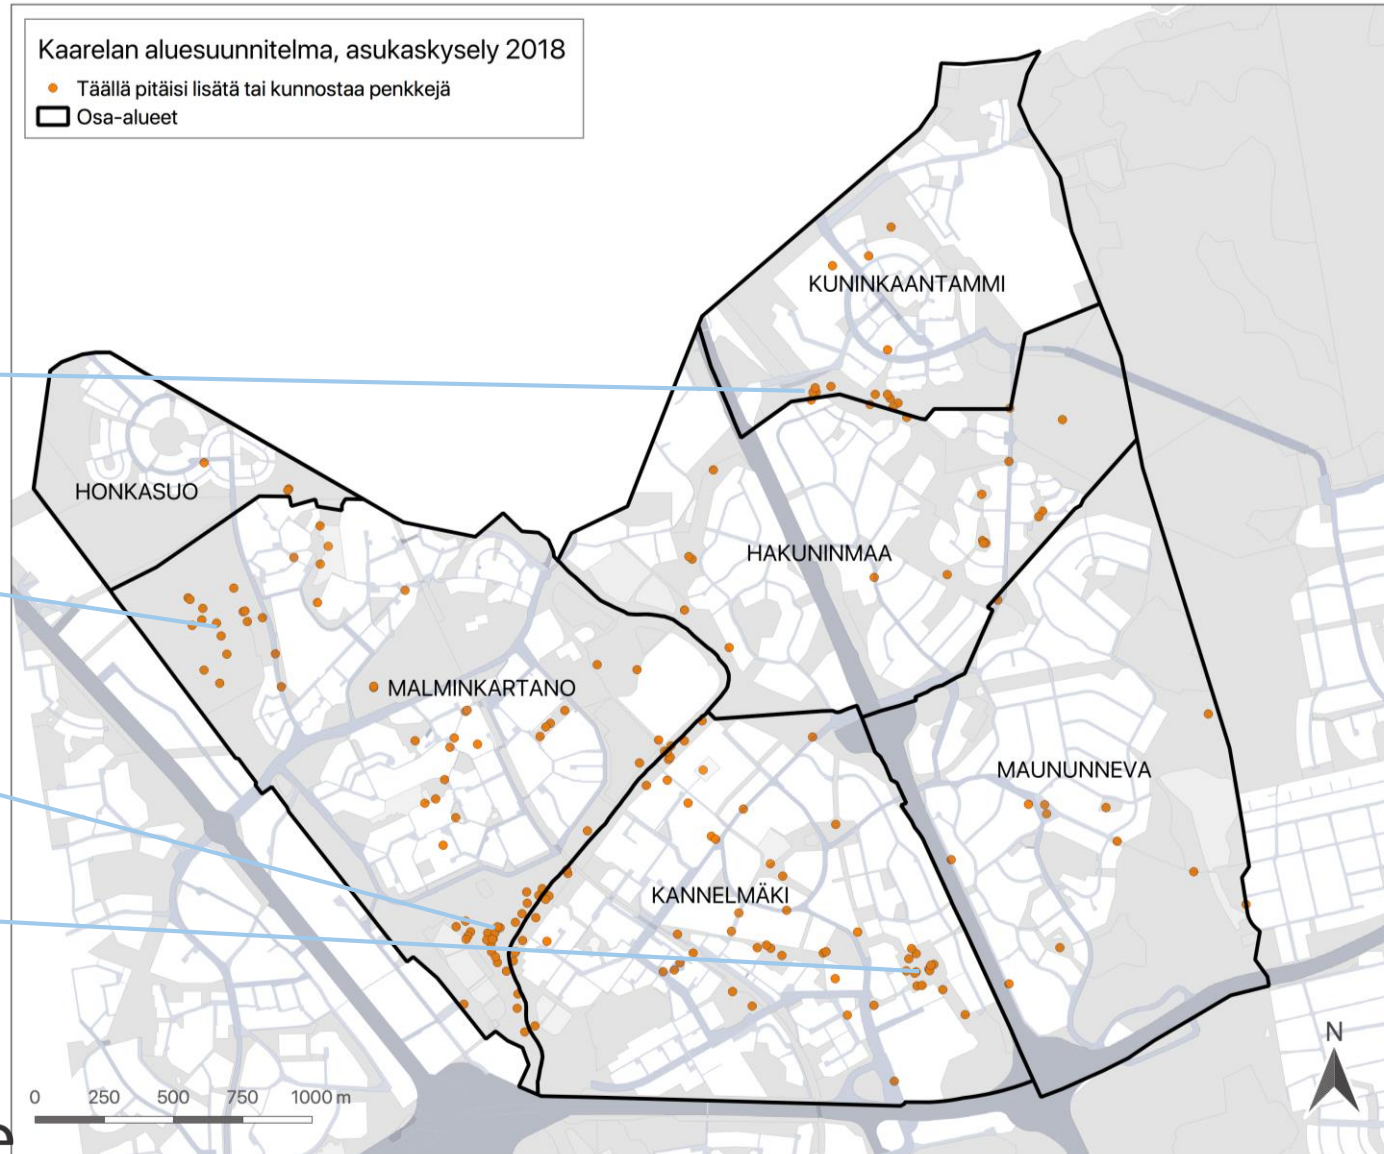 Kaarelan aluesuunnitelma, asukaskysely 2018
Täällä pitäisi lisätä tai kunnostaa penkkejä
Osa-alueet
KUNINKAANTAMMI
HONKASUO
HAKUNINMAA
MALMINKARTANO
MAUNUNNEVA
KANNELMÄKI
N
0 250 500 750 1000 m